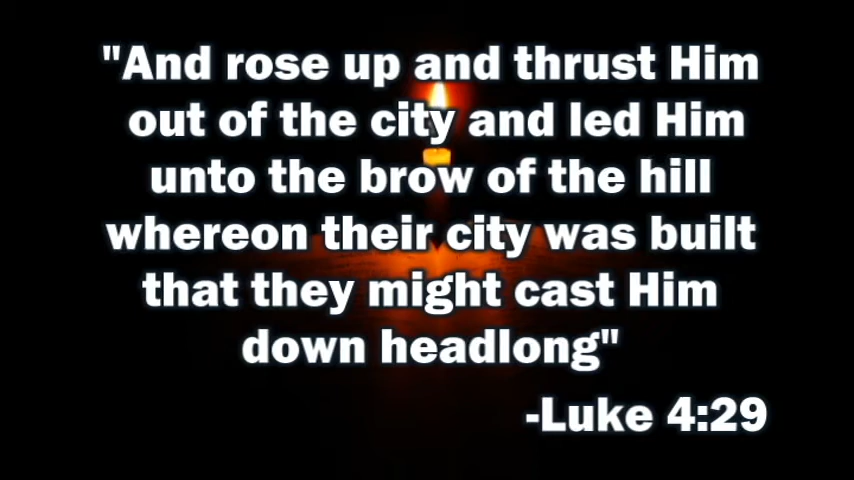 "And rose up and thrust Him
out of the city and led Him
unto the brow of the hill
whereon their city was built
that they might cast Him
down headlong"
-Luke 4:29